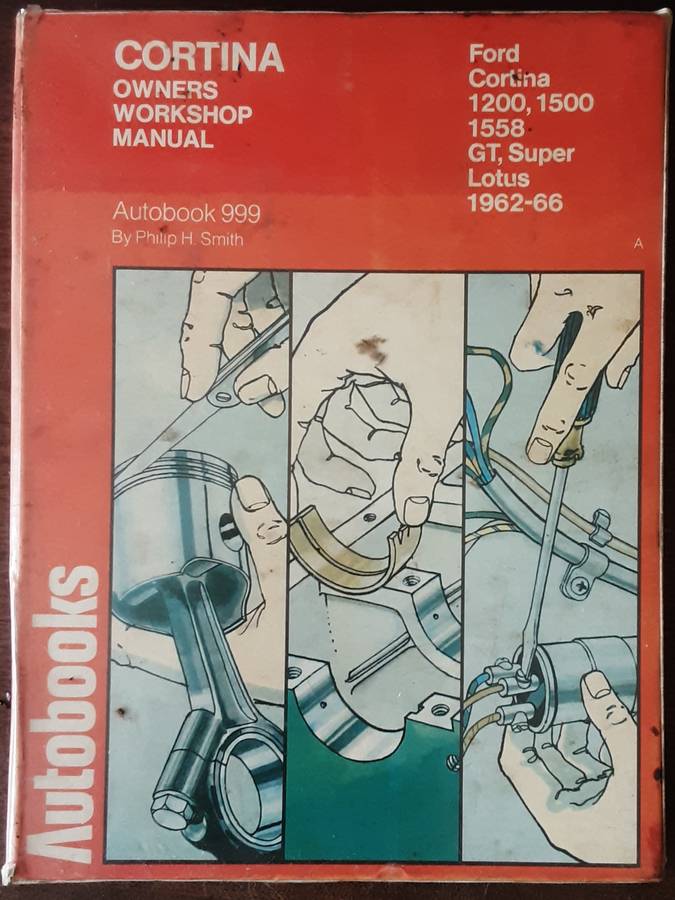 CORTINA
OWNERS
WORKSHOP
MANUAL
Autobook 999
By Philip H. Smith
Ford
Cortina
1200, 1500
1558
GT, Super
Lotus
1962-66
A
Autobooks